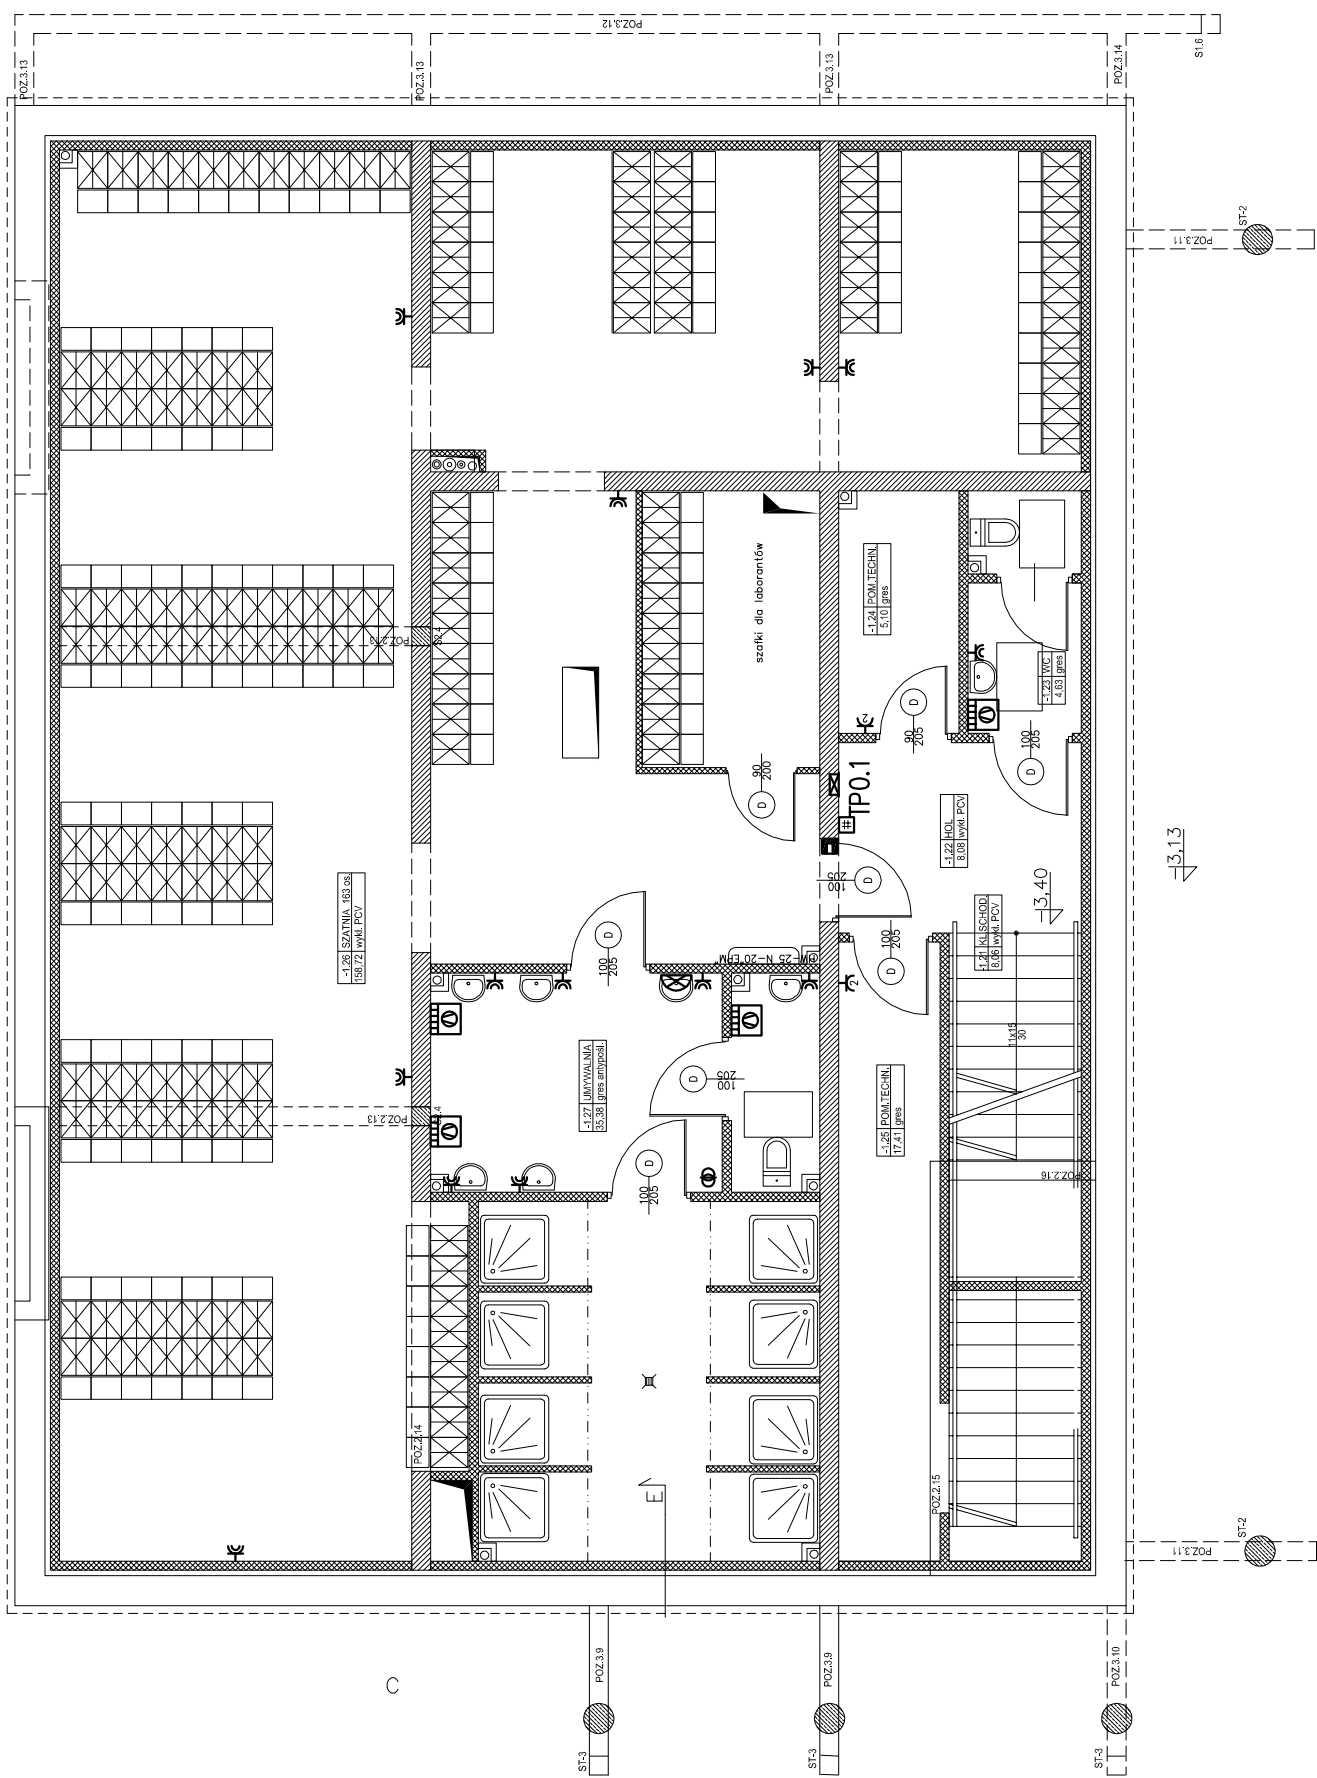 POZ.3.12
S1.6
POZ.3.13
POZ.3.13
POZ.3.13
POZ.3.14
ST-2
POZ.3.11
szafki dla laborantów
-1.24 POM.TECHN.
5,10 gres
POZ.2.13
S2.4
-1.23 WC
4,63 gres
2
90
205
100
205
90
200
TP0.1
-1.22 HOL
8,08 wykł. PCV
-3,13
-3,40
100
205
-1.26 SZATNIA 163 os.
158,72 wykł. PCV
-1.21 KL.SCHOD.
8,06 wykł. PCV
100
205
100
205
HW-25 N-20"EPM"
2
11x15
30
-1.27 UMYWALNIA
35,38 gres antypośl.
100
205
-1.25 POM.TECHN.
17,41 gres
POZ.2.13
S2.4
POZ.2.16
100
205
POZ.2.14
E
POZ.2.15
ST-2
POZ.3.11
C
POZ.3.9
POZ.3.9
POZ.3.10
ST-3
ST-3
ST-3
D
D
D
D
D
D
D
D